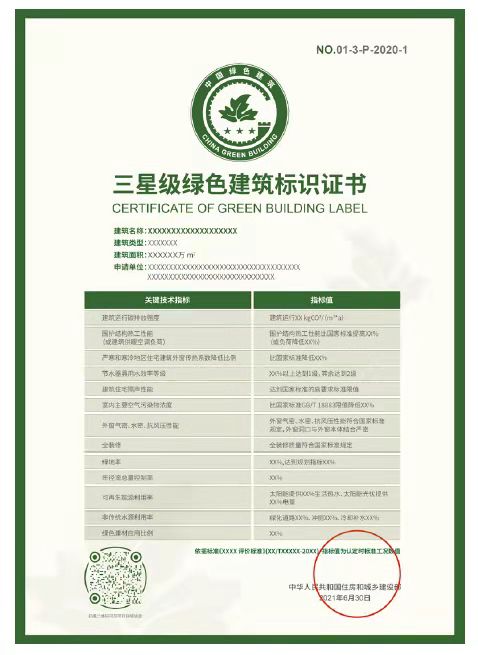 NO.01-3-P-2020-1
中国绿色建筑
CHINA GREEN BUILDING
三星级绿色建筑标识证书
CERTIFICATE OF GREEN BUILDING LABEL
建筑名称:XXXXXXXXXXXXXXXXXXX
建筑类型:XXXXXXX
建筑面积:XXXXXX万 m²
申请单位:XXXXXXXXXXXXXXXXXXXXXXXXXXXXXXXXXXX
XXXXXXXXXXXXXXXXXXXXXXXXXXXXX
关键技术指标 指标值
建筑运行碳排放强度 建筑运行XX kgCO²/(m²*a)
围护结构热工性能 围护结构热工性能比国家标准提高XX%
(或建筑供暖空调负荷) (或负荷降低XX%)
严寒和寒冷地区住宅建筑外窗传热系数降低比例 比国家标准降低XX%
节水器具用水效率等级 XX%以上达到1级,其余达到2级
建筑住宅隔声性能 达到国家标准的高要求标准限值
室内主要空气污染物浓度 比国家标准GB/T 18883限值降低XX%
外窗气密、水密、抗风压性能 外窗气密、水密、抗风压性能符合国家标准
规定,外窗洞口与外窗本体结合严密
全装修 全装修质量符合国家标准规定
绿地率 XX%,达到规划指标XX%
年径流总量控制率 XX%
可再生能源利用率 太阳能提供XX%生活热水、太阳能光伏提供
XX%电量
非传统水源利用率 绿化道路XX%、冲厕XX%、冷却补水XX%
绿色建材应用比例 XX%
依据标准《XXXX 评价标准》(XX/TXXXXX-20XX),指标值为认定时标准工况数值
中华人民共和国住房和城乡建设部
2021年6月30日